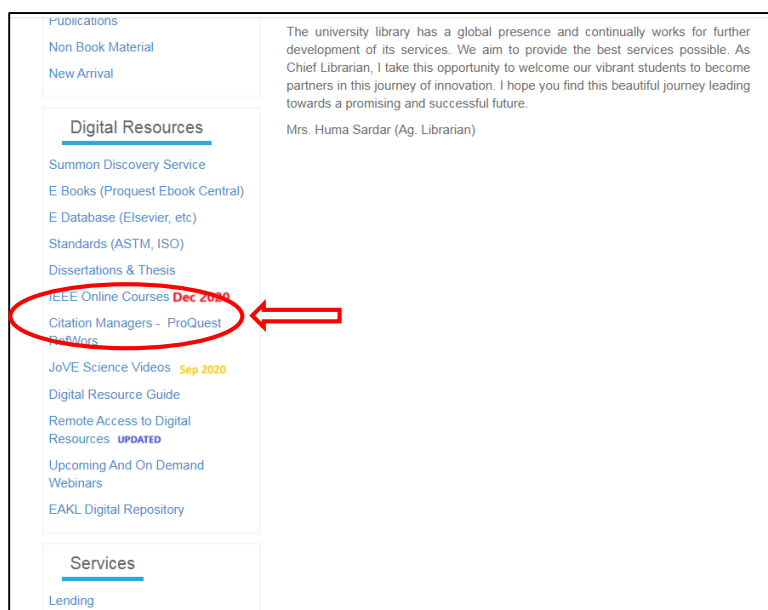 Publications
Non Book Material
New Arrival
Digital Resources
Summon Discovery Service
E Books (Proquest Ebook Central)
E Database (Elsevier, etc)
Standards (ASTM, ISO)
Dissertations & Thesis
IEEE Online Courses Dec 2020
Citation Managers - ProQuest
RefWors
JoVE Science Videos Sep 2020
Digital Resource Guide
Remote Access to Digital
Resources UPDATED
Upcoming And On Demand
Webinars
EAKL Digital Repository
Services
Lending
The university library has a global presence and continually works for further
development of its services. We aim to provide the best services possible. As
Chief Librarian, I take this opportunity to welcome our vibrant students to become
partners in this journey of innovation. I hope you find this beautiful journey leading
towards a promising and successful future.
Mrs. Huma Sardar (Ag. Librarian)